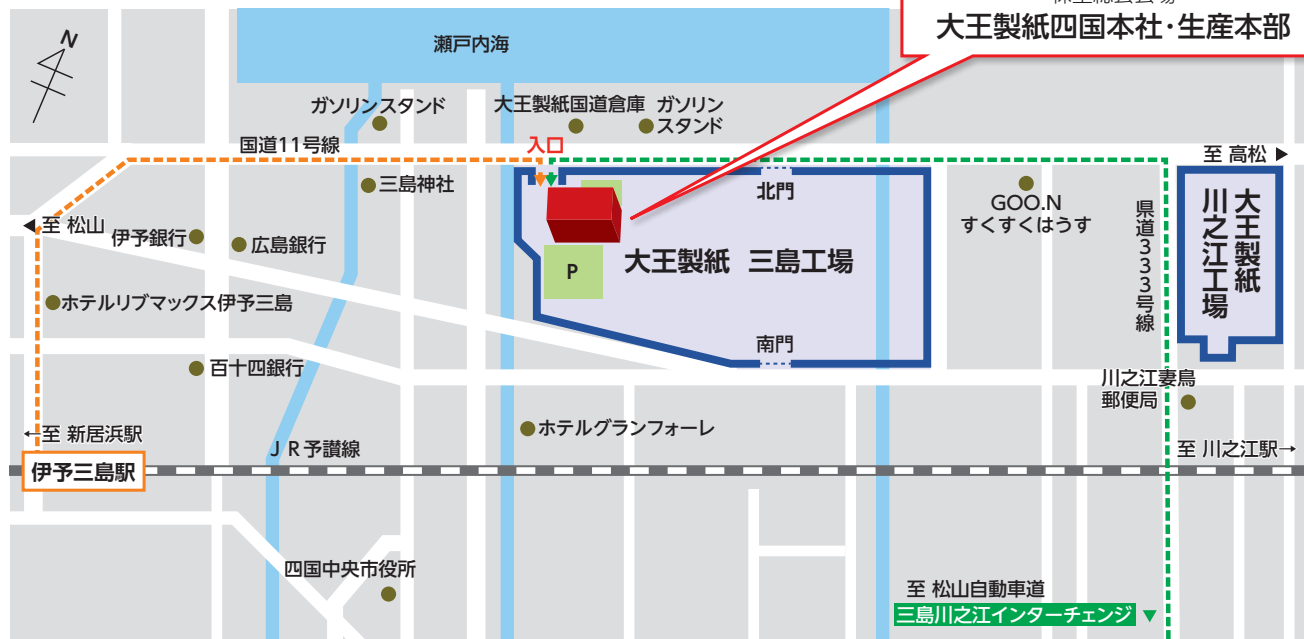 大王製紙四国本社・生産本部
N
瀬戸内海
ガソリンスタンド
大王製紙国道倉庫
ガソリン
スタンド
国道11号線
入口
至 高松 ▶
三島神社
北門
GOO.N
すくすくはうす
県道333号線
大王製紙
川之江工場
◀至 松山
伊予銀行
広島銀行
P
大王製紙 三島工場
ホテルリブマックス伊予三島
南門
百十四銀行
川之江妻鳥
郵便局
ホテルグランフォーレ
←至 新居浜駅
JR予讃線
至 川之江駅→
伊予三島駅
四国中央市役所
至 松山自動車道
三島川之江インターチェンジ ▼